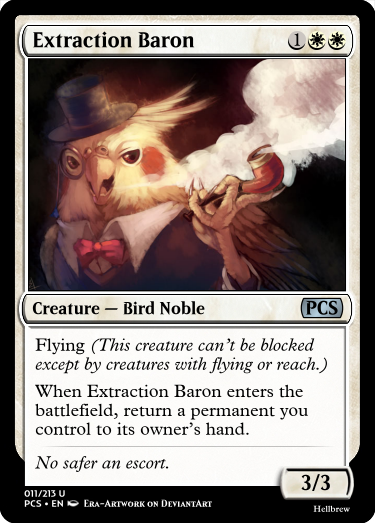 Extraction Baron 1
Creature — Bird Noble PCS
Flying (This creature can't be blocked
except by creatures with flying or reach.)
When Extraction Baron enters the
battlefield, return a permanent you
control to its owner's hand.
No safer an escort.
3/3
011/213 U
PCS • EN Era-Artwork on DeviantArt
Hellbrew